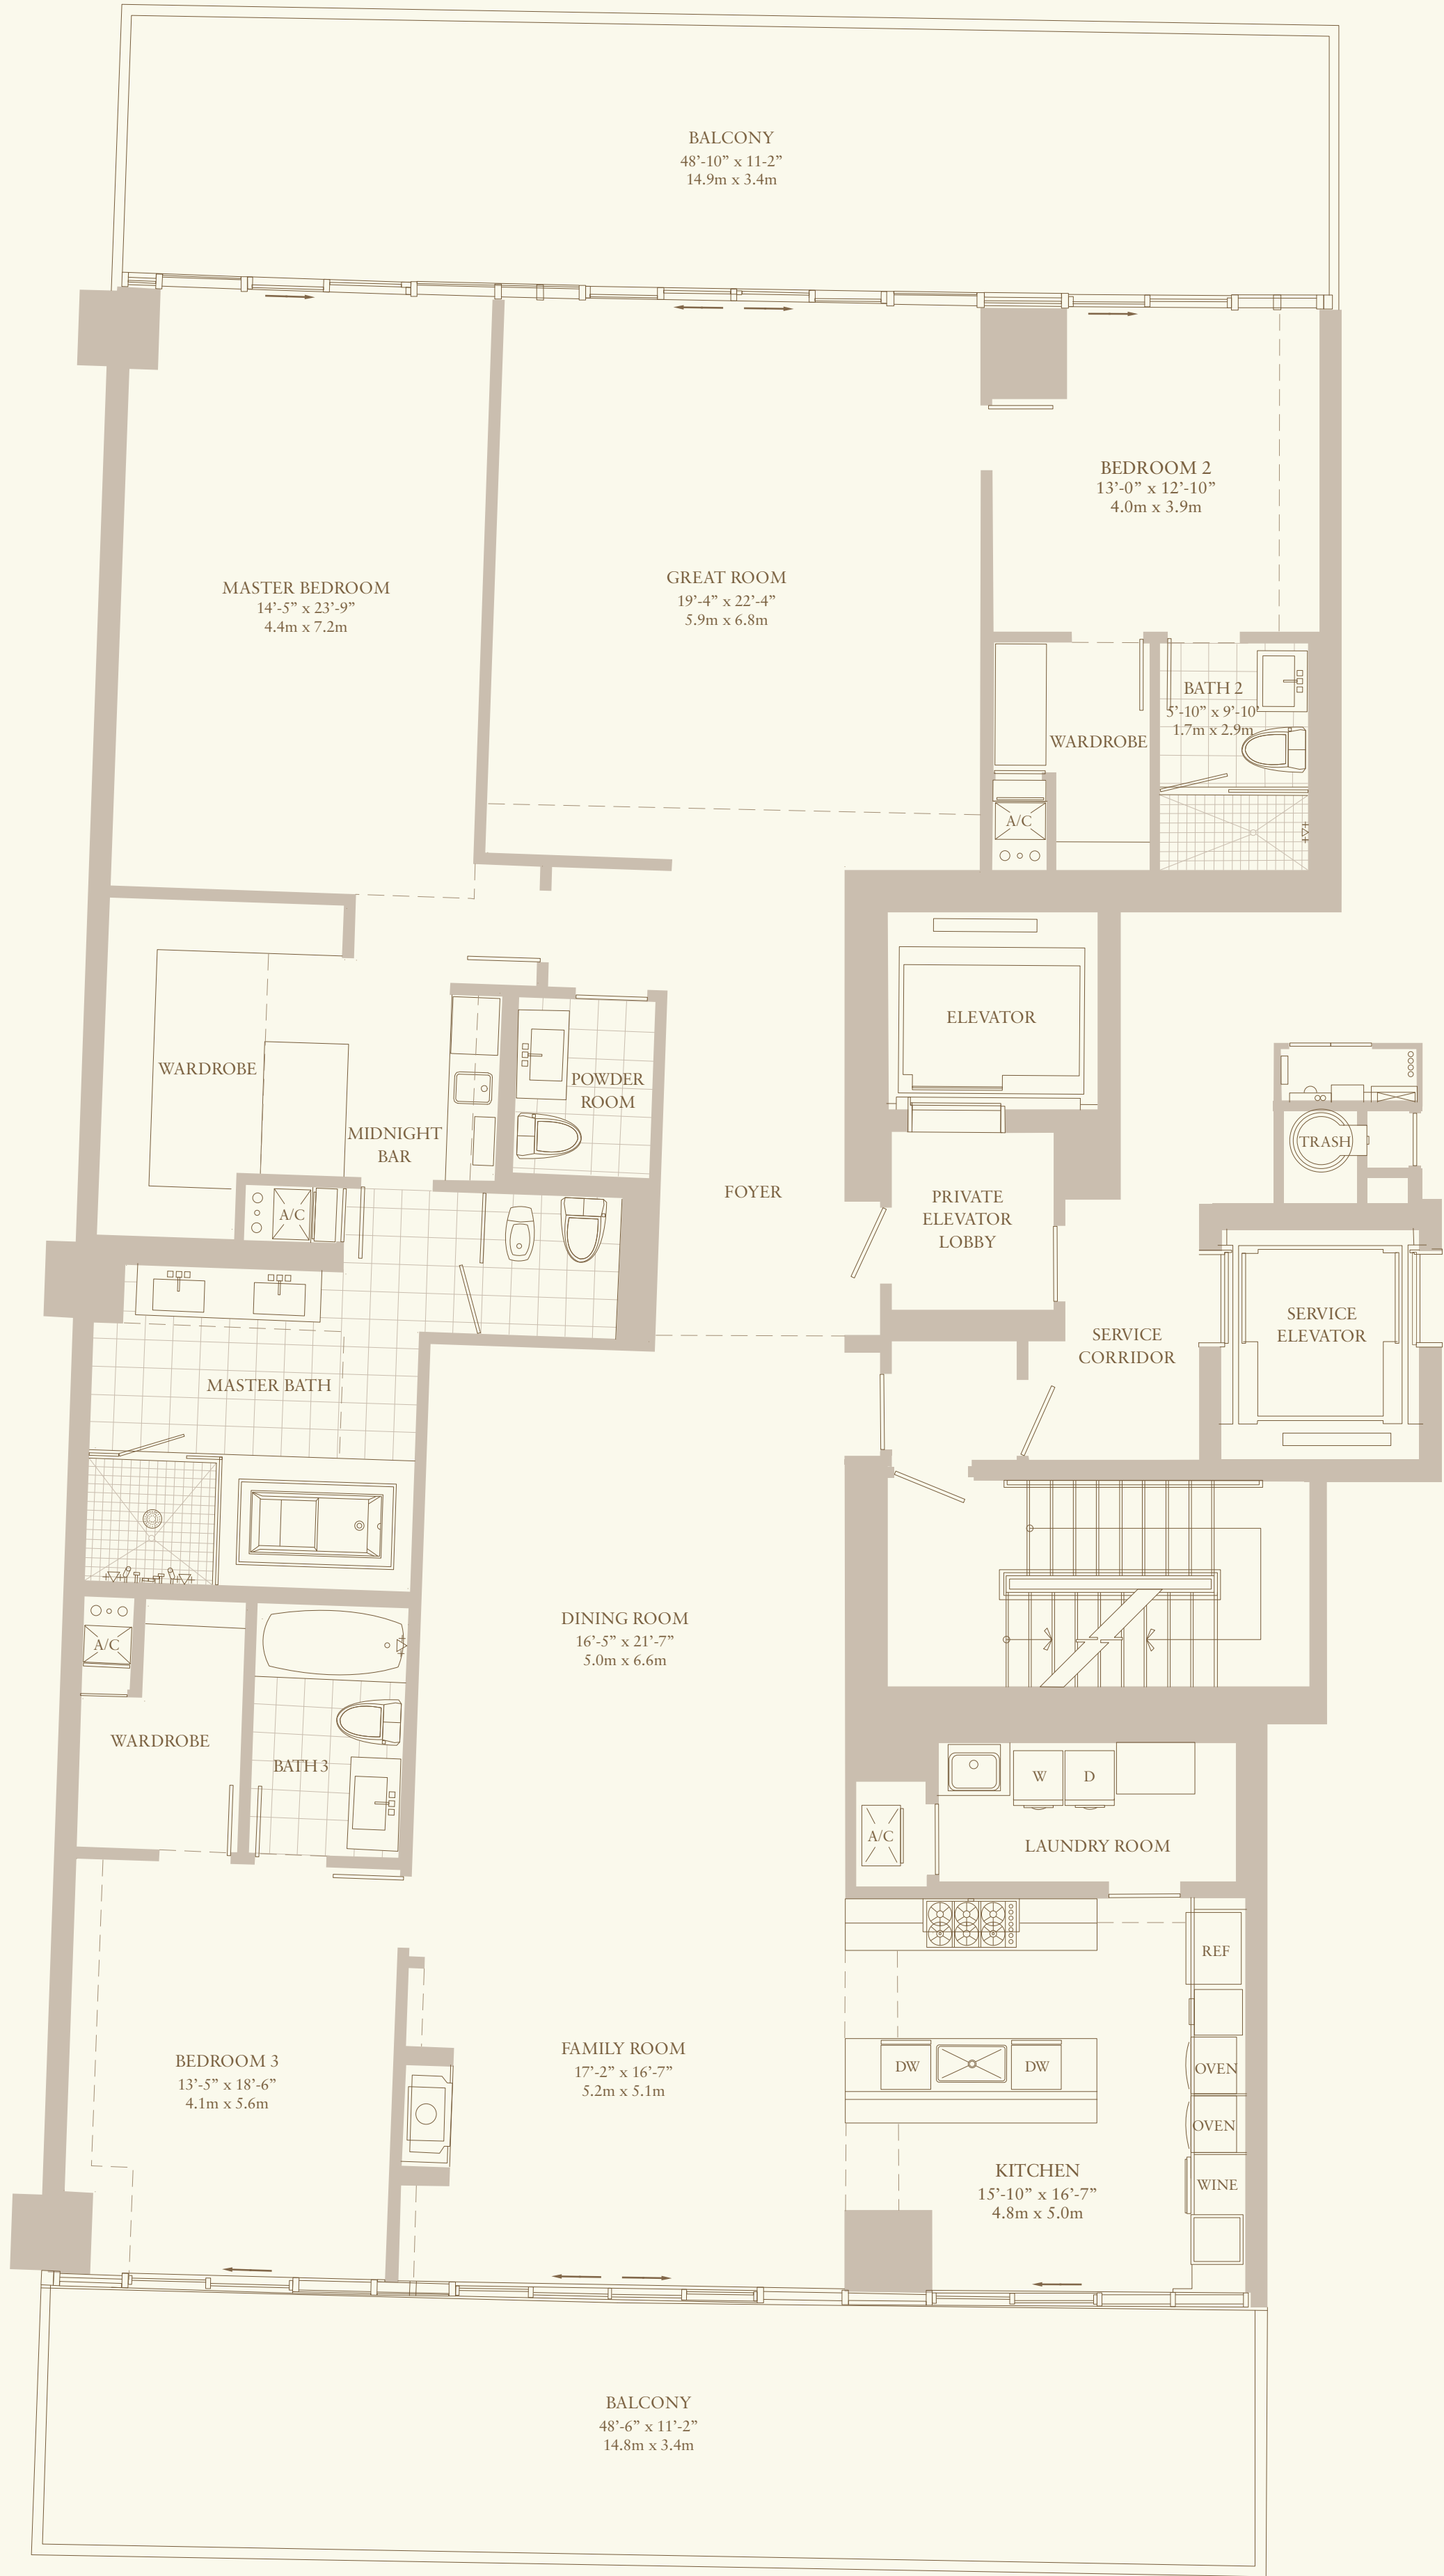 BALCONY
48’-10” x 11-2”
14.9m x 3.4m
BEDROOM 2
13’-0” x 12’-10”
4.0m x 3.9m
MASTER BEDROOM
14’-5” x 23’-9”
4.4m x 7.2m
GREAT ROOM
19’-4” x 22’-4”
5.9m x 6.8m
BATH 2
5’-10” x 9’-10’
1.7m x 2.9m
WARDROBE
A/C
ELEVATOR
WARDROBE
POWDER
ROOM
MIDNIGHT
BAR
TRASH
A/C
FOYER
PRIVATE
ELEVATOR
LOBBY
SERVICE
CORRIDOR
SERVICE
ELEVATOR
MASTER BATH
DINING ROOM
16’-5” x 21’-7”
5.0m x 6.6m
A/C
WARDROBE
BATH 3
W
D
A/C
LAUNDRY ROOM
REF
BEDROOM 3
13’-5” x 18’-6”
4.1m x 5.6m
FAMILY ROOM
17’-2” x 16’-7”
5.2m x 5.1m
DW
DW
OVEN
OVEN
WINE
KITCHEN
15’-10” x 16’-7”
4.8m x 5.0m
BALCONY
48’-6” x 11’-2”
14.8m x 3.4m